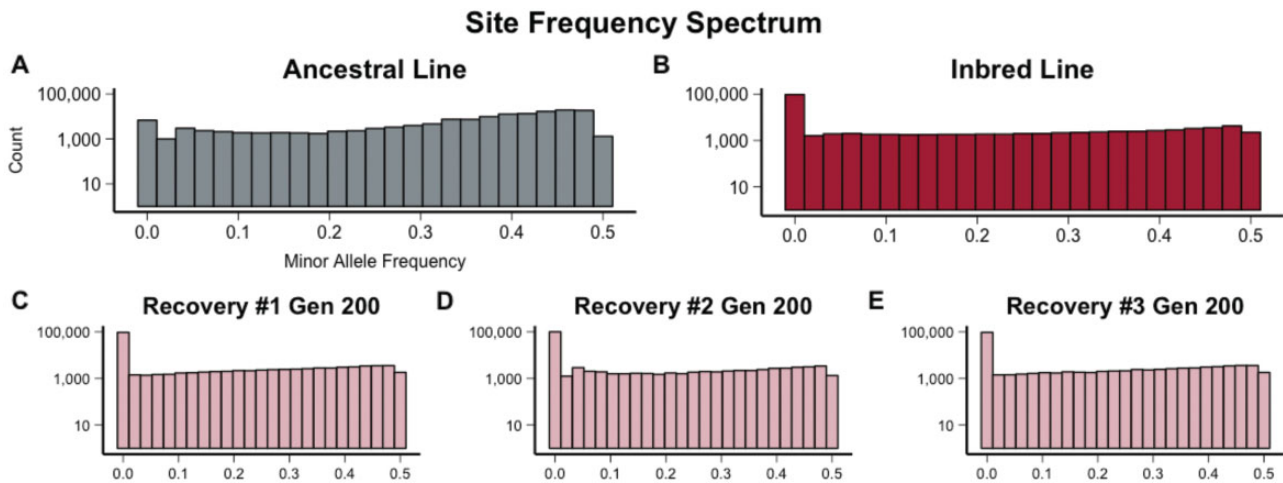 Site Frequency Spectrum
A
Ancestral Line
100,000
1,000
10
Count
0.0 0.1 0.2 0.3 0.4 0.5
Minor Allele Frequency
B
Inbred Line
100,000
1,000
10
0.0 0.1 0.2 0.3 0.4 0.5
C
Recovery #1 Gen 200
100,000
1,000
10
0.0 0.1 0.2 0.3 0.4 0.5
D
Recovery #2 Gen 200
100,000
1,000
10
0.0 0.1 0.2 0.3 0.4 0.5
E
Recovery #3 Gen 200
100,000
1,000
10
0.0 0.1 0.2 0.3 0.4 0.5